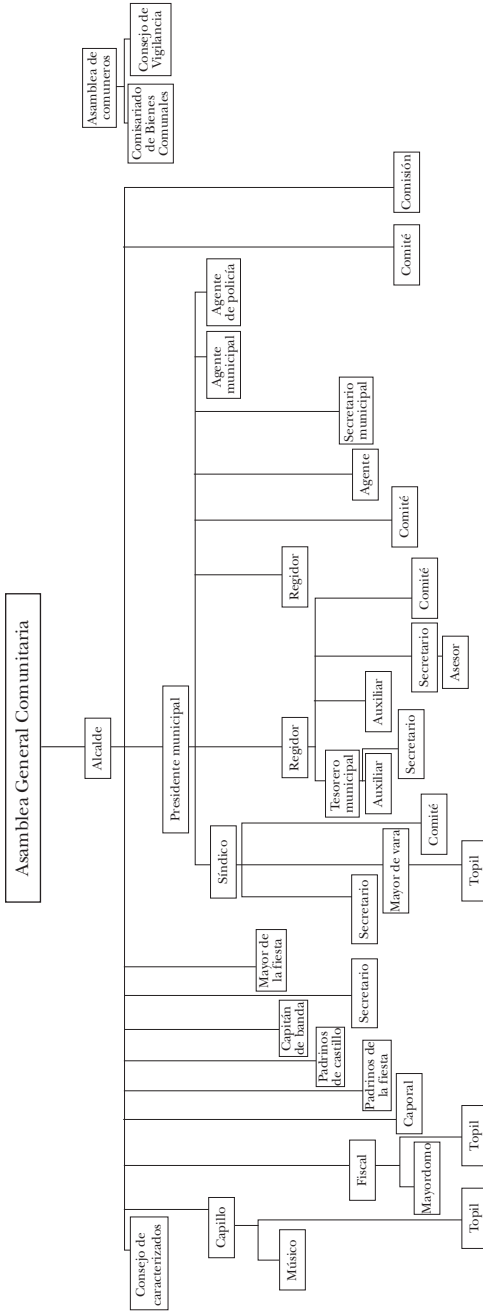 Asamblea General Comunitaria
Alcalde
Asamblea de
comuneros
Comisariado
de Bienes
Comunales
Consejo de
Vigilancia
Consejo de
caracterizados
Presidente municipal
Capillo
Síndico
Agente
municipal
Agente
de policía
Mayor de
la fiesta
Músico
Capitán
de banda
Regidor
Regidor
Padrinos
de castillo
Tesorero
municipal
Secretario
municipal
Fiscal
Padrinos de
la fiesta
Secretario
Secretario
Auxiliar
Auxiliar
Agente
Caporal
Mayor de vara
Secretario
Comité
Comité
Comisión
Mayordomo
Comité
Secretario
Comité
Asesor
Topil
Topil
Topil